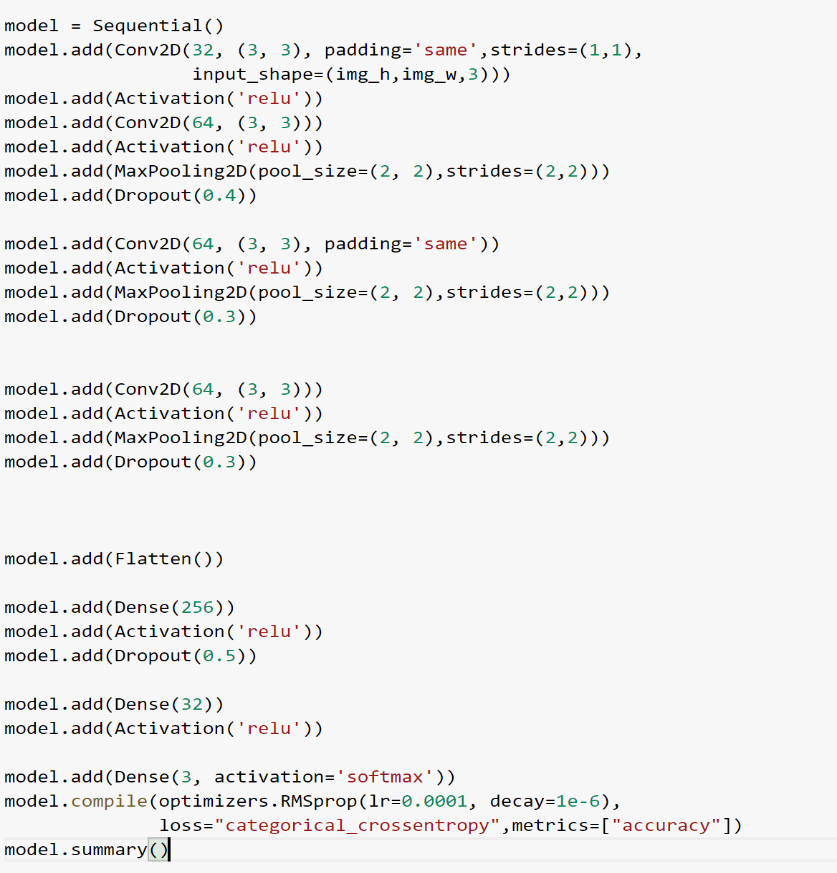 model = Sequential()
model.add(Conv2D(32, (3, 3), padding='same',strides=(1,1),
                 input_shape=(img_h,img_w,3)))
model.add(Activation('relu'))
model.add(Conv2D(64, (3, 3)))
model.add(Activation('relu'))
model.add(MaxPooling2D(pool_size=(2, 2),strides=(2,2)))
model.add(Dropout(0.4))

model.add(Conv2D(64, (3, 3), padding='same'))
model.add(Activation('relu'))
model.add(MaxPooling2D(pool_size=(2, 2),strides=(2,2)))
model.add(Dropout(0.3))

model.add(Conv2D(64, (3, 3)))
model.add(Activation('relu'))
model.add(MaxPooling2D(pool_size=(2, 2),strides=(2,2)))
model.add(Dropout(0.3))

model.add(Flatten())

model.add(Dense(256))
model.add(Activation('relu'))
model.add(Dropout(0.5))

model.add(Dense(32))
model.add(Activation('relu'))

model.add(Dense(3, activation='softmax'))
model.compile(optimizers.RMSprop(lr=0.0001, decay=1e-6),
              loss="categorical_crossentropy",metrics=["accuracy"])
model.summary()